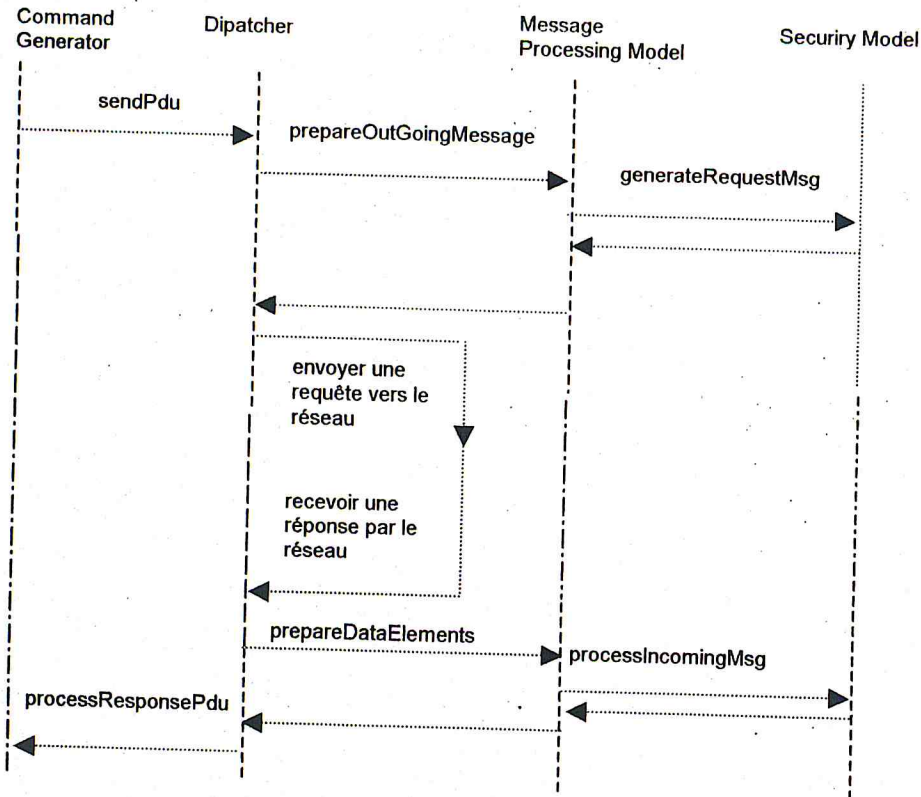 Command
Generator
Dipatcher
Message
Processing Model
Securiry Model
sendPdu
prepareOutGoingMessage
generateRequestMsg
envoyer une
requête vers le
réseau
recevoir une
réponse par le
réseau
prepareDataElements
processIncomingMsg
processResponsePdu